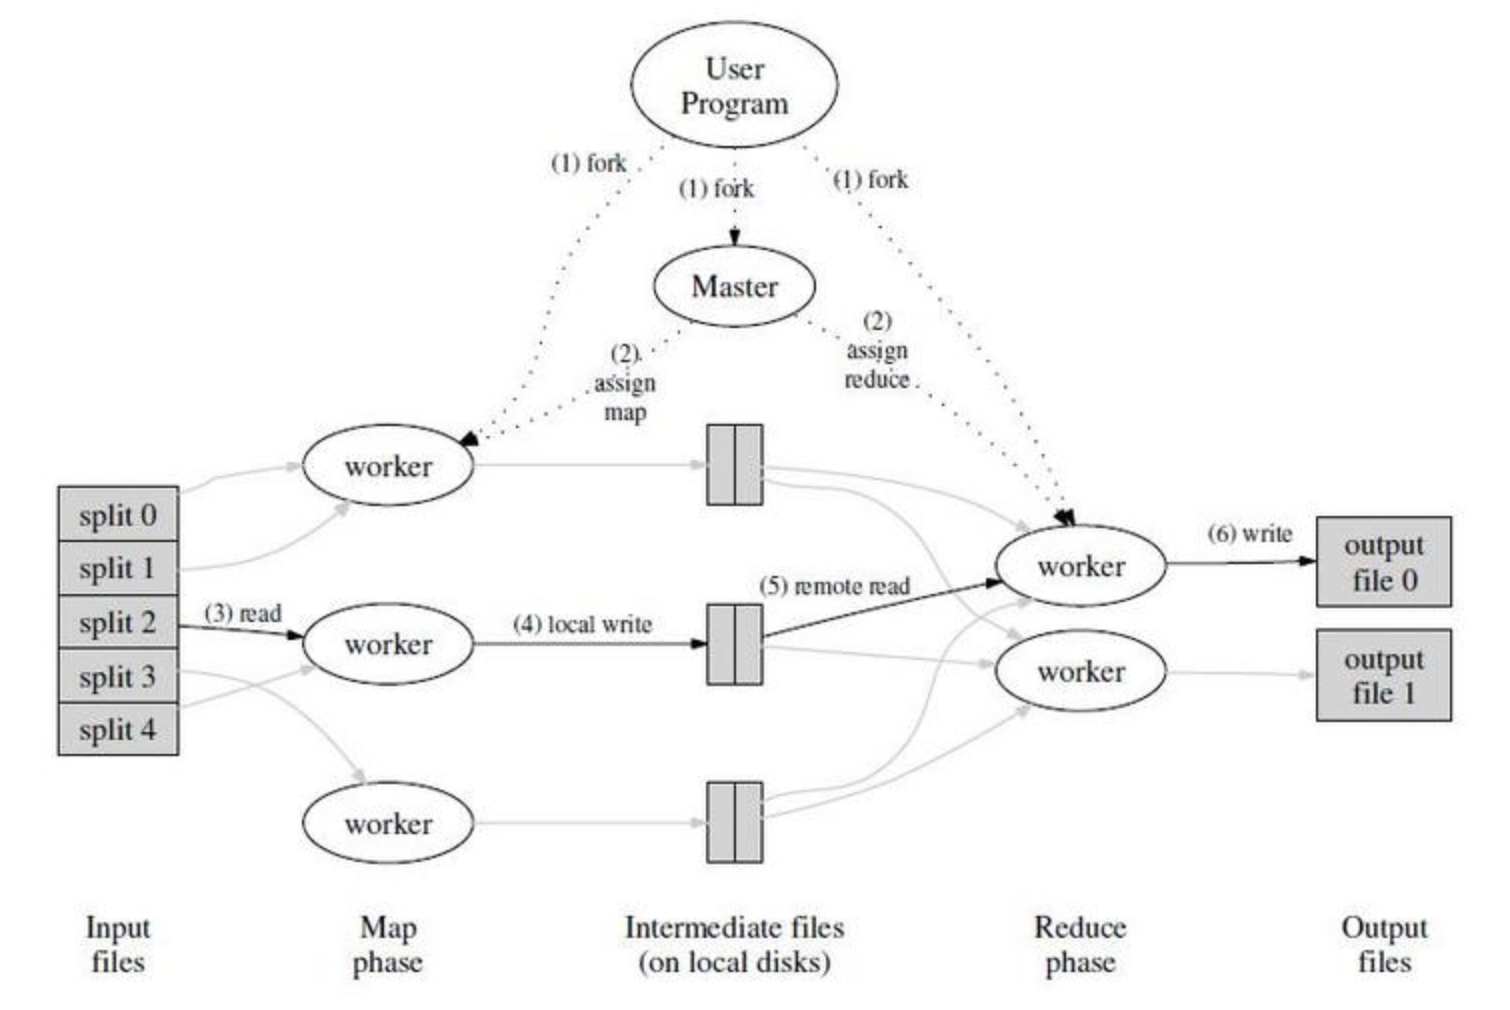 User
Program
(1) fork
(1) fork
(1) fork
Master
(2)
assign
map
(2)
assign
reduce
worker
split 0
split 1
split 2
split 3
split 4
(3) read
worker
(4) local write
(5) remote read
worker
(6) write
output
file 0
worker
output
file 1
worker
Input
files
Map
phase
Intermediate files
(on local disks)
Reduce
phase
Output
files